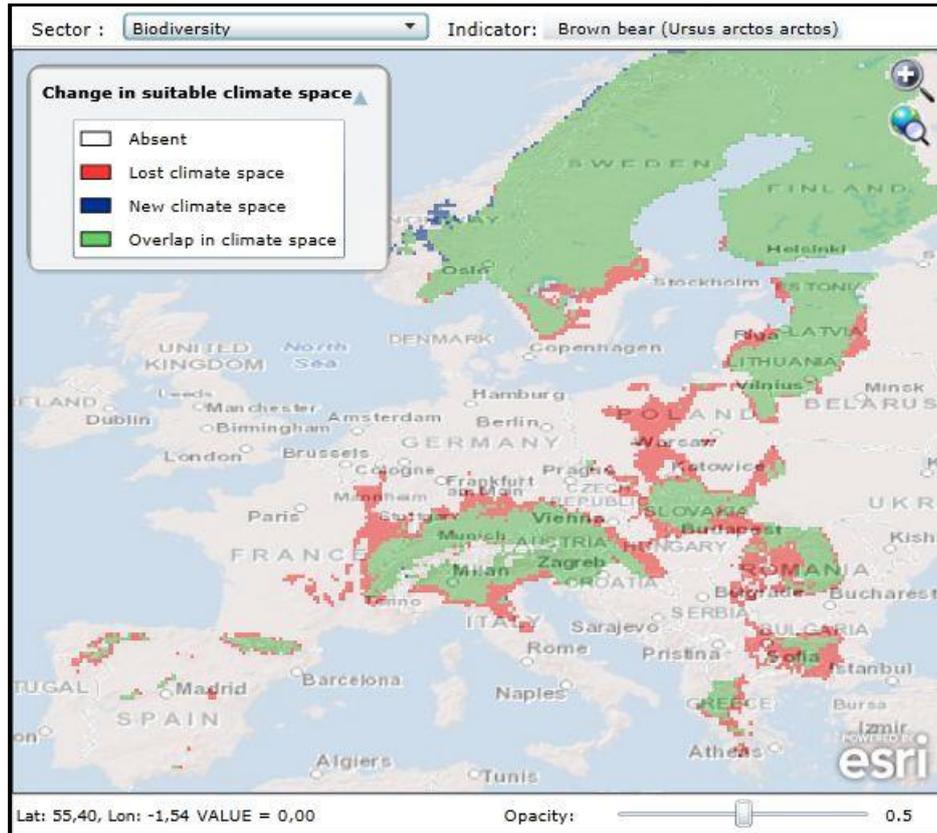 Sector :
Biodiversity
Indicator:
Brown bear (Ursus arctos arctos)
Change in suitable climate space
Absent
Lost climate space
New climate space
Overlap in climate space
SWEDEN
FINLAND
NORWAY
Oslo
Helsinki
Stockholm
ESTONIA
DENMARK
Riga
LATVIA
UNITED
KINGDOM
North
Sea
Copenhagen
LITHUANIA
Vilnius
Minsk
BELARUS
Leeds
Manchester
Dublin
Birmingham
Hamburg
Amsterdam
Berlin
POLAND
Warsaw
London
Brussels
GERMANY
Cologne
Frankfurt
am Main
Prague
CZECH
REPUBLIC
Katowice
Mannheim
Stuttgart
Paris
Vienna
SLOVAKIA
Budapest
UKR
Kish
FRANCE
Munich
AUSTRIA
HUNGARY
Milan
Zagreb
CROATIA
ROMANIA
Torino
Belgrade
Bucharest
ITALY
Sarajevo
SERBIA
BULGARIA
Rome
Pristina
Sofia
Istanbul
Barcelona
Madrid
TUGAL
SPAIN
Naples
GREECE
Bursa
Izmir
Athens
Algiers
Tunis
POWERED BY
esri
Lat: 55,40, Lon: -1,54 VALUE = 0,00
Opacity:
0.5